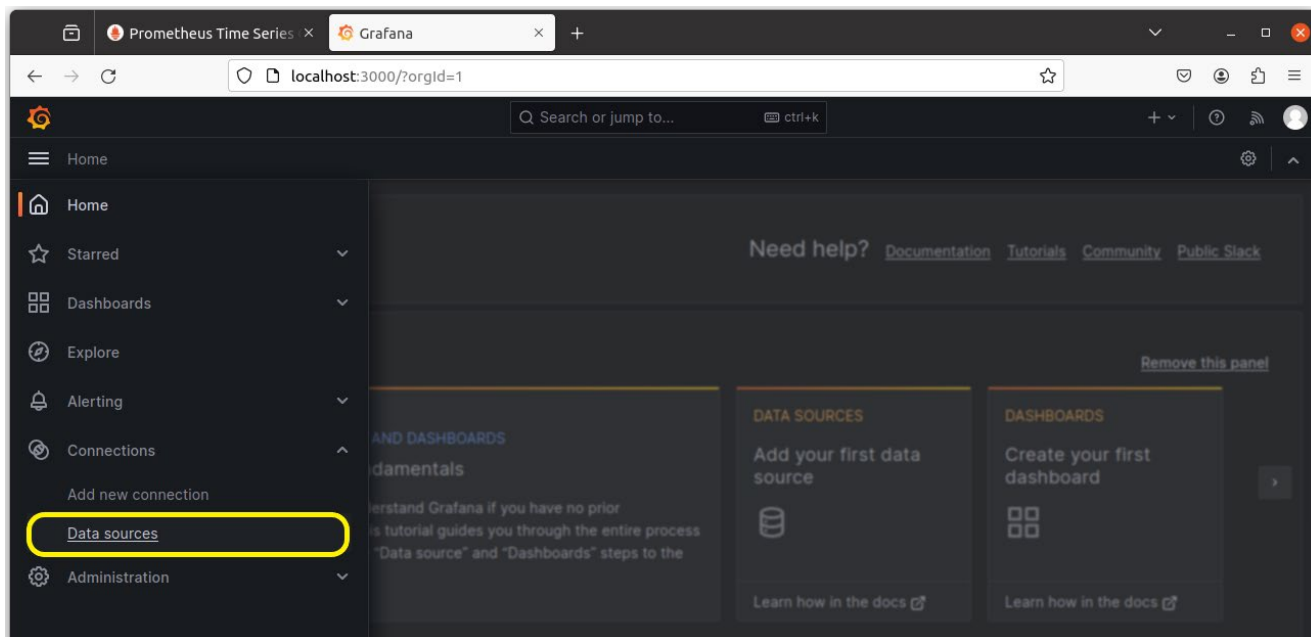 Prometheus Time Series
Grafana
localhost:3000/?orgId=1
Search or jump to...
ctrl+k
Home
Home
Starred
Dashboards
Explore
Alerting
Connections
Add new connection
Data sources
Administration
Need help? Documentation Tutorials Community Public Slack
Remove this panel
AND DASHBOARDS
damentals
erstand Grafana if you have no prior
is tutorial guides you through the entire process
"Data source" and "Dashboards" steps to the
DATA SOURCES
Add your first data
source
Learn how in the docs
DASHBOARDS
Create your first
dashboard
Learn how in the docs